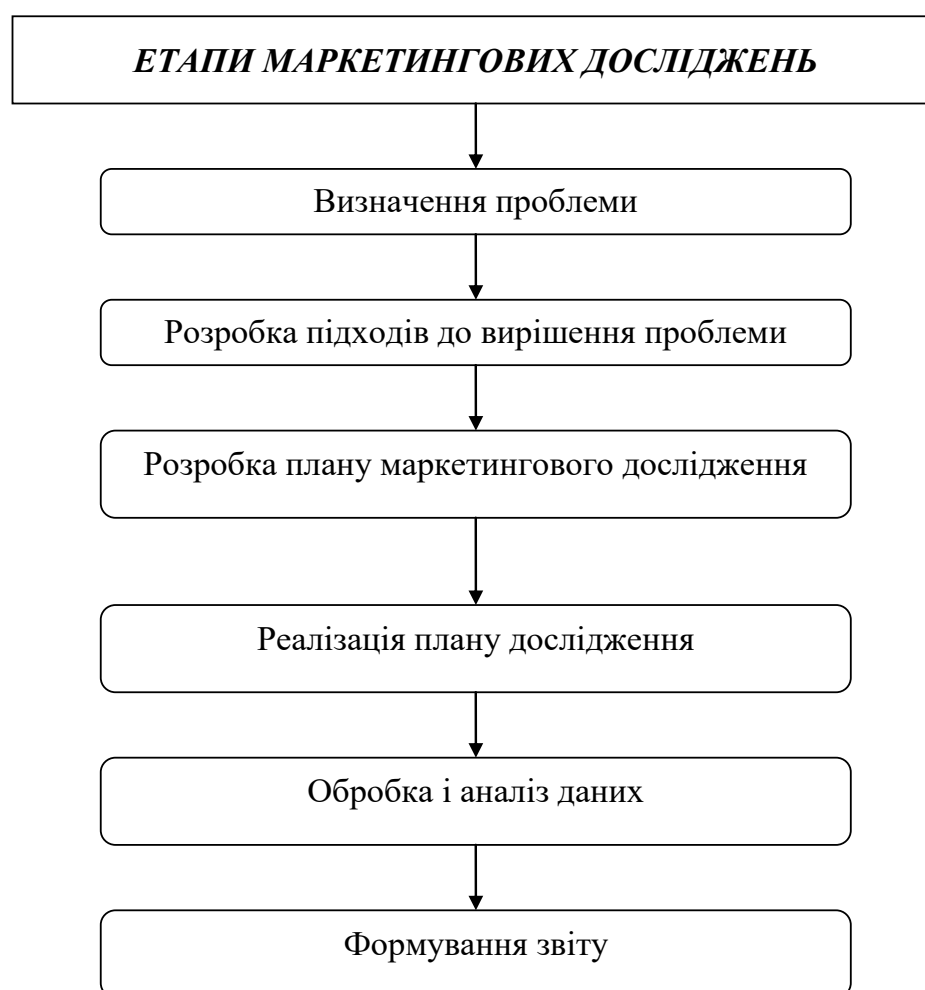 ЕТАПИ МАРКЕТИНГОВИХ ДОСЛІДЖЕНЬ
Визначення проблеми
Розробка підходів до вирішення проблеми
Розробка плану маркетингового дослідження
Реалізація плану дослідження
Обробка і аналіз даних
Формування звіту